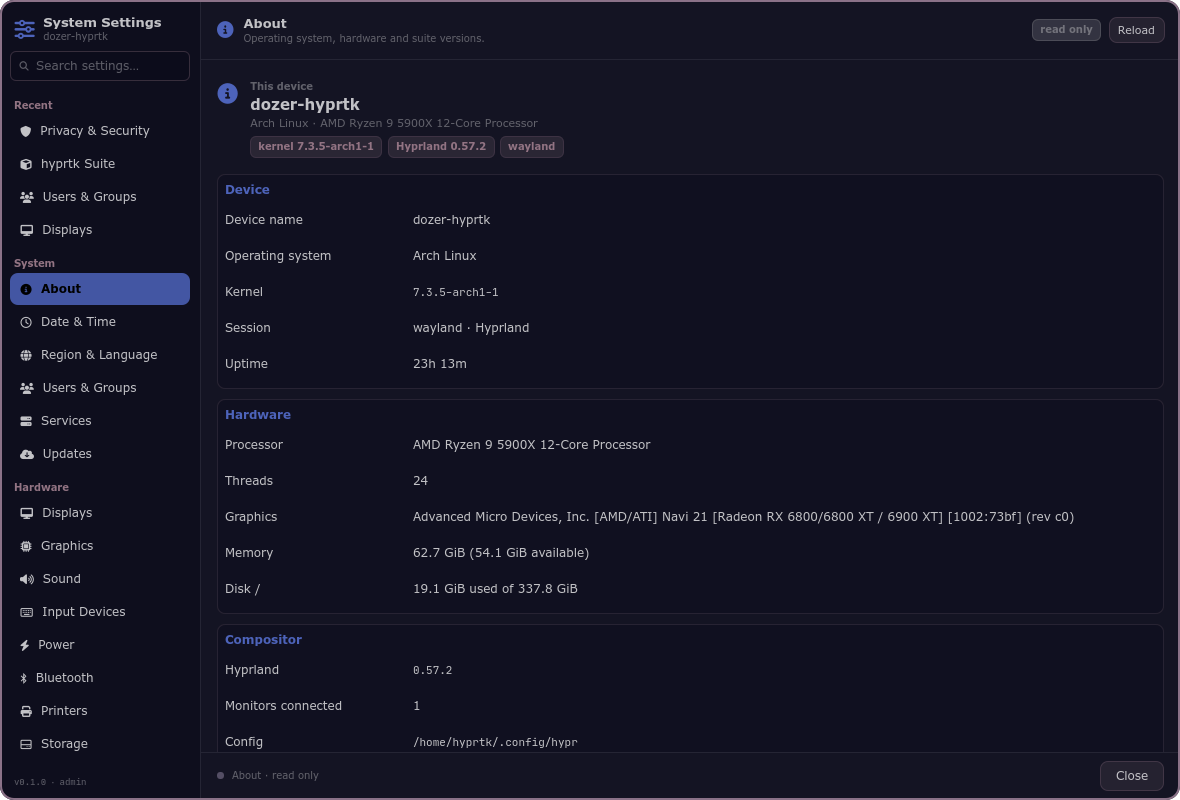 System Settings
dozer-hyprtk
Search settings...
Recent
Privacy & Security
hyprtk Suite
Users & Groups
Displays
System
About
Date & Time
Region & Language
Users & Groups
Services
Updates
Hardware
Displays
Graphics
Sound
Input Devices
Power
Bluetooth
Printers
Storage
v0.1.0 · admin
About
Operating system, hardware and suite versions.
read only
Reload
This device
dozer-hyprtk
Arch Linux · AMD Ryzen 9 5900X 12-Core Processor
kernel 7.3.5-arch1-1 Hyprland 0.57.2 wayland
Device
Device name dozer-hyprtk
Operating system Arch Linux
Kernel 7.3.5-arch1-1
Session wayland · Hyprland
Uptime 23h 13m
Hardware
Processor AMD Ryzen 9 5900X 12-Core Processor
Threads 24
Graphics Advanced Micro Devices, Inc. [AMD/ATI] Navi 21 [Radeon RX 6800/6800 XT / 6900 XT] [1002:73bf] (rev c0)
Memory 62.7 GiB (54.1 GiB available)
Disk / 19.1 GiB used of 337.8 GiB
Compositor
Hyprland 0.57.2
Monitors connected 1
Config /home/hyprtk/.config/hypr
About · read only
Close